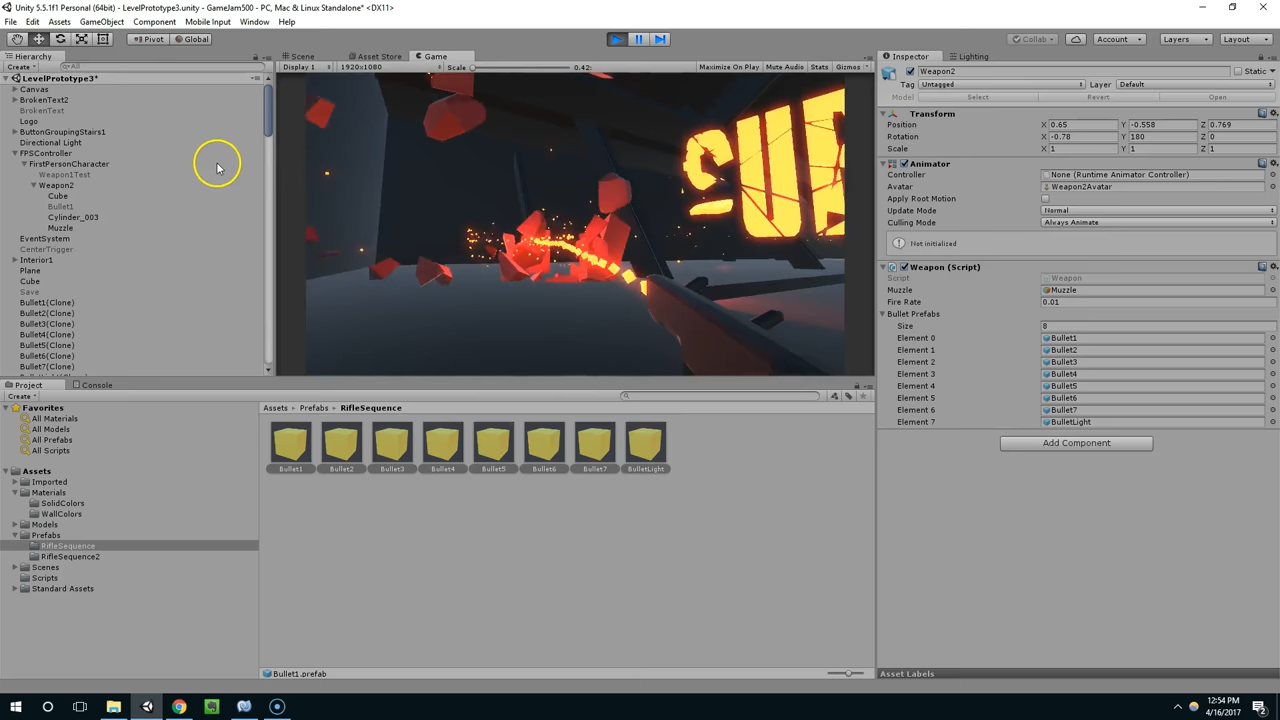 Unity 5.5.1f1 Personal (64bit) - LevelPrototype3.unity - GameJam500 - PC, Mac & Linux Standalone* <DX11>
File Edit Assets GameObject Component Mobile Input Window Help
Pivot Global
Collab Account Layers Layout
Hierarchy
Create All
LevelPrototype3*
Canvas
BrokenText2
BrokenText
Logo
ButtonGroupingStairs1
Directional Light
FPSController
FirstPersonCharacter
Weapon1Test
Weapon2
Cube
Bullet1
Cylinder_003
Muzzle
EventSystem
CenterTrigger
Interior1
Plane
Cube
Save
Bullet1(Clone)
Bullet2(Clone)
Bullet3(Clone)
Bullet4(Clone)
Bullet5(Clone)
Bullet6(Clone)
Bullet7(Clone)
Scene Asset Store Game
Display 1 1920x1080 Scale 0.42: Maximize On Play Mute Audio Stats Gizmos
Inspector Lighting
Weapon2 Static
Tag Untagged Layer Default
Model Select Revert Open
Transform
Position X 0.65 Y -0.558 Z 0.769
Rotation X -0.78 Y 180 Z 0
Scale X 1 Y 1 Z 1
Animator
Controller None (Runtime Animator Controller)
Avatar Weapon2Avatar
Apply Root Motion
Update Mode Normal
Culling Mode Always Animate
Not initialized
Weapon (Script)
Script Weapon
Muzzle Muzzle
Fire Rate 0.01
Bullet Prefabs
Size 8
Element 0 Bullet1
Element 1 Bullet2
Element 2 Bullet3
Element 3 Bullet4
Element 4 Bullet5
Element 5 Bullet6
Element 6 Bullet7
Element 7 BulletLight
Add Component
Project Console
Create
Favorites
All Materials
All Models
All Prefabs
All Scripts
Assets
Imported
Materials
SolidColors
WallColors
Models
Prefabs
RifleSequence
RifleSequence2
Scenes
Scripts
Standard Assets
Assets Prefabs RifleSequence
Bullet1 Bullet2 Bullet3 Bullet4 Bullet5 Bullet6 Bullet7 BulletLight
Bullet1.prefab
Asset Labels
12:54 PM
4/16/2017
2